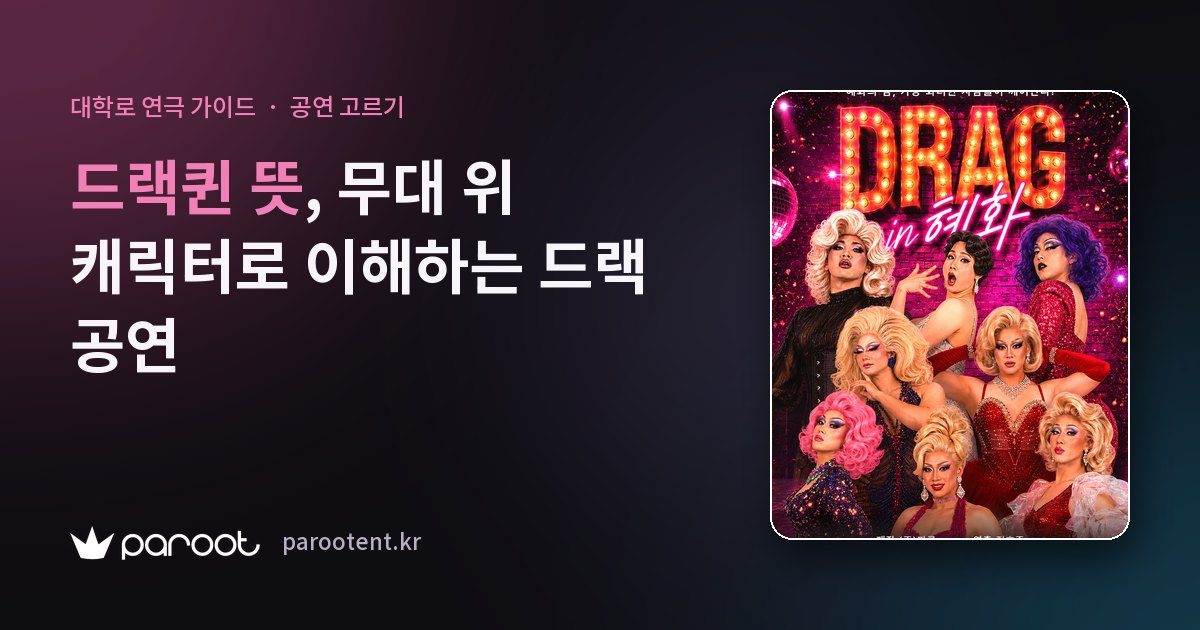 대학로 연극 가이드 · 공연 고르기
드랙퀸 뜻, 무대 위
캐릭터로 이해하는 드랙
공연
paroot parootent.kr
DRAG
in 혜화